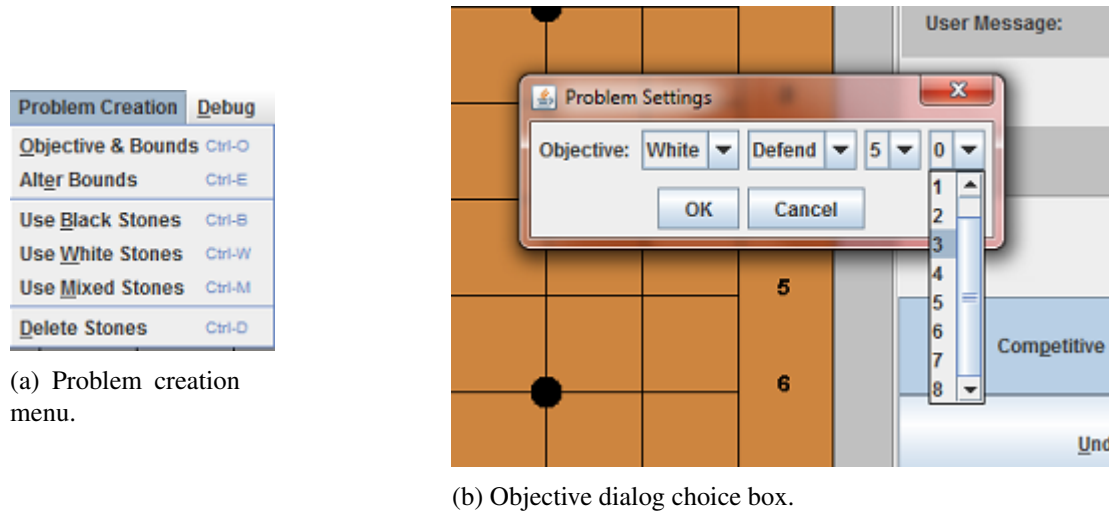 Problem Creation Debug
Objective & Bounds Ctrl-O
Alter Bounds Ctrl-E
Use Black Stones Ctrl-B
Use White Stones Ctrl-W
Use Mixed Stones Ctrl-M
Delete Stones Ctrl-D
(a) Problem creation
menu.
User Message:
Problem Settings
Objective: White Defend 5 0
OK Cancel
1
2
3
4
5
6
7
8
5
6
Competitive
Und
(b) Objective dialog choice box.